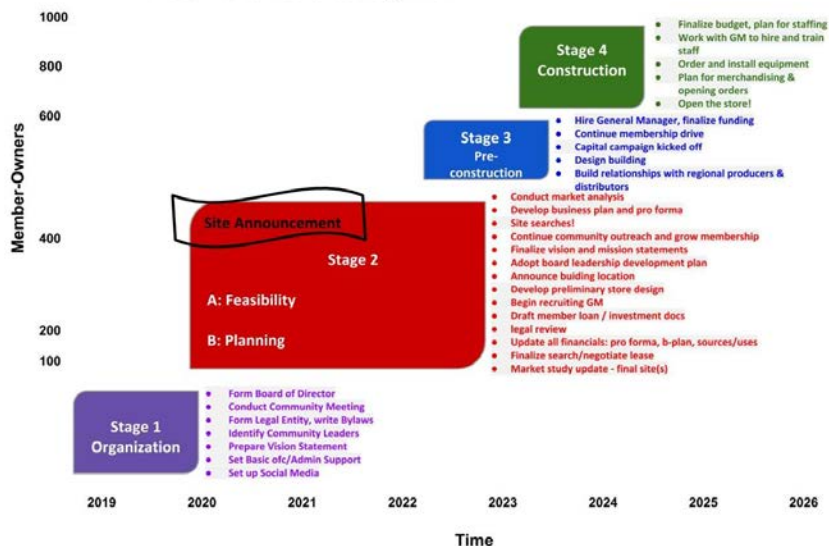 1000
800
600
400
200
100
Member-Owners
Stage 4
Construction
Finalize budget, plan for staffing
Work with GM to hire and train
staff
Order and install equipment
Plan for merchandising &
opening orders
Open the store!
Stage 3
Pre-
construction
Hire General Manager, finalize funding
Continue membership drive
Capital campaign kicked off
Design building
Build relationships with regional producers &
distributors
Site Announcement
Stage 2
A: Feasibility
B: Planning
Conduct market analysis
Develop business plan and pro forma
Site searches!
Continue community outreach and grow membership
Finalize vision and mission statements
Adopt board leadership development plan
Announce buiding location
Develop preliminary store design
Begin recruiting GM
Draft member loan / investment docs
legal review
Update all financials: pro forma, b-plan, sources/uses
Finalize search/negotiate lease
Market study update - final site(s)
Stage 1
Organization
Form Board of Director
Conduct Community Meeting
Form Legal Entity, write Bylaws
Identify Community Leaders
Prepare Vision Statement
Set Basic ofc/Admin Support
Set up Social Media
2019 2020 2021 2022 2023 2024 2025 2026
Time